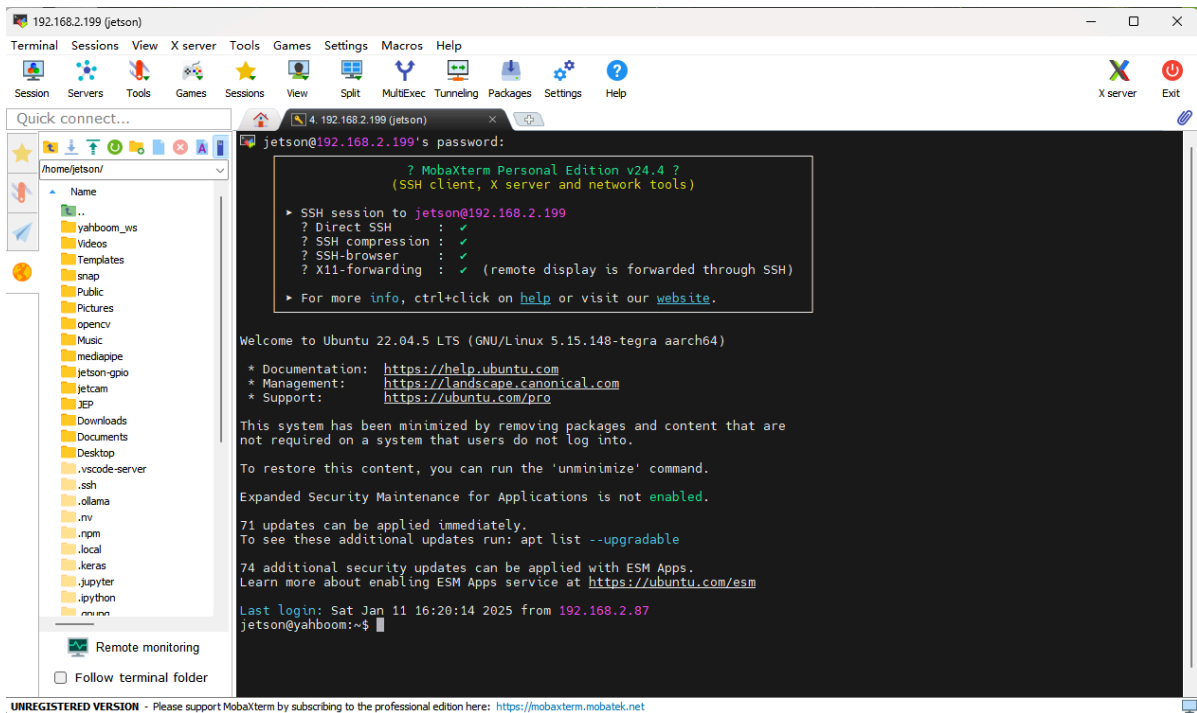 192.168.2.199 (jetson)
Terminal Sessions View X server Tools Games Settings Macros Help
Session Servers Tools Games Sessions View Split MultiExec Tunneling Packages Settings Help X server Exit
Quick connect...
4. 192.168.2.199 (jetson)
/home/jetson/
Name
..
yahboom_ws
Videos
Templates
snap
Public
Pictures
opencv
Music
mediapipe
jetson-gpio
jetcam
JEP
Downloads
Documents
Desktop
.vscode-server
.ssh
.ollama
.nv
.npm
.local
.keras
.jupyter
.ipython
Remote monitoring
Follow terminal folder
jetson@192.168.2.199's password:
? MobaXterm Personal Edition v24.4 ?
(SSH client, X server and network tools)
► SSH session to jetson@192.168.2.199
? Direct SSH : ✔
? SSH compression : ✔
? SSH-browser : ✔
? X11-forwarding : ✔ (remote display is forwarded through SSH)
► For more info, ctrl+click on help or visit our website.
Welcome to Ubuntu 22.04.5 LTS (GNU/Linux 5.15.148-tegra aarch64)
* Documentation: https://help.ubuntu.com
* Management: https://landscape.canonical.com
* Support: https://ubuntu.com/pro
This system has been minimized by removing packages and content that are
not required on a system that users do not log into.
To restore this content, you can run the 'unminimize' command.
Expanded Security Maintenance for Applications is not enabled.
71 updates can be applied immediately.
To see these additional updates run: apt list --upgradable
74 additional security updates can be applied with ESM Apps.
Learn more about enabling ESM Apps service at https://ubuntu.com/esm
Last login: Sat Jan 11 16:20:14 2025 from 192.168.2.87
jetson@yahboom:~$
UNREGISTERED VERSION - Please support MobaXterm by subscribing to the professional edition here: https://mobaxterm.mobatek.net